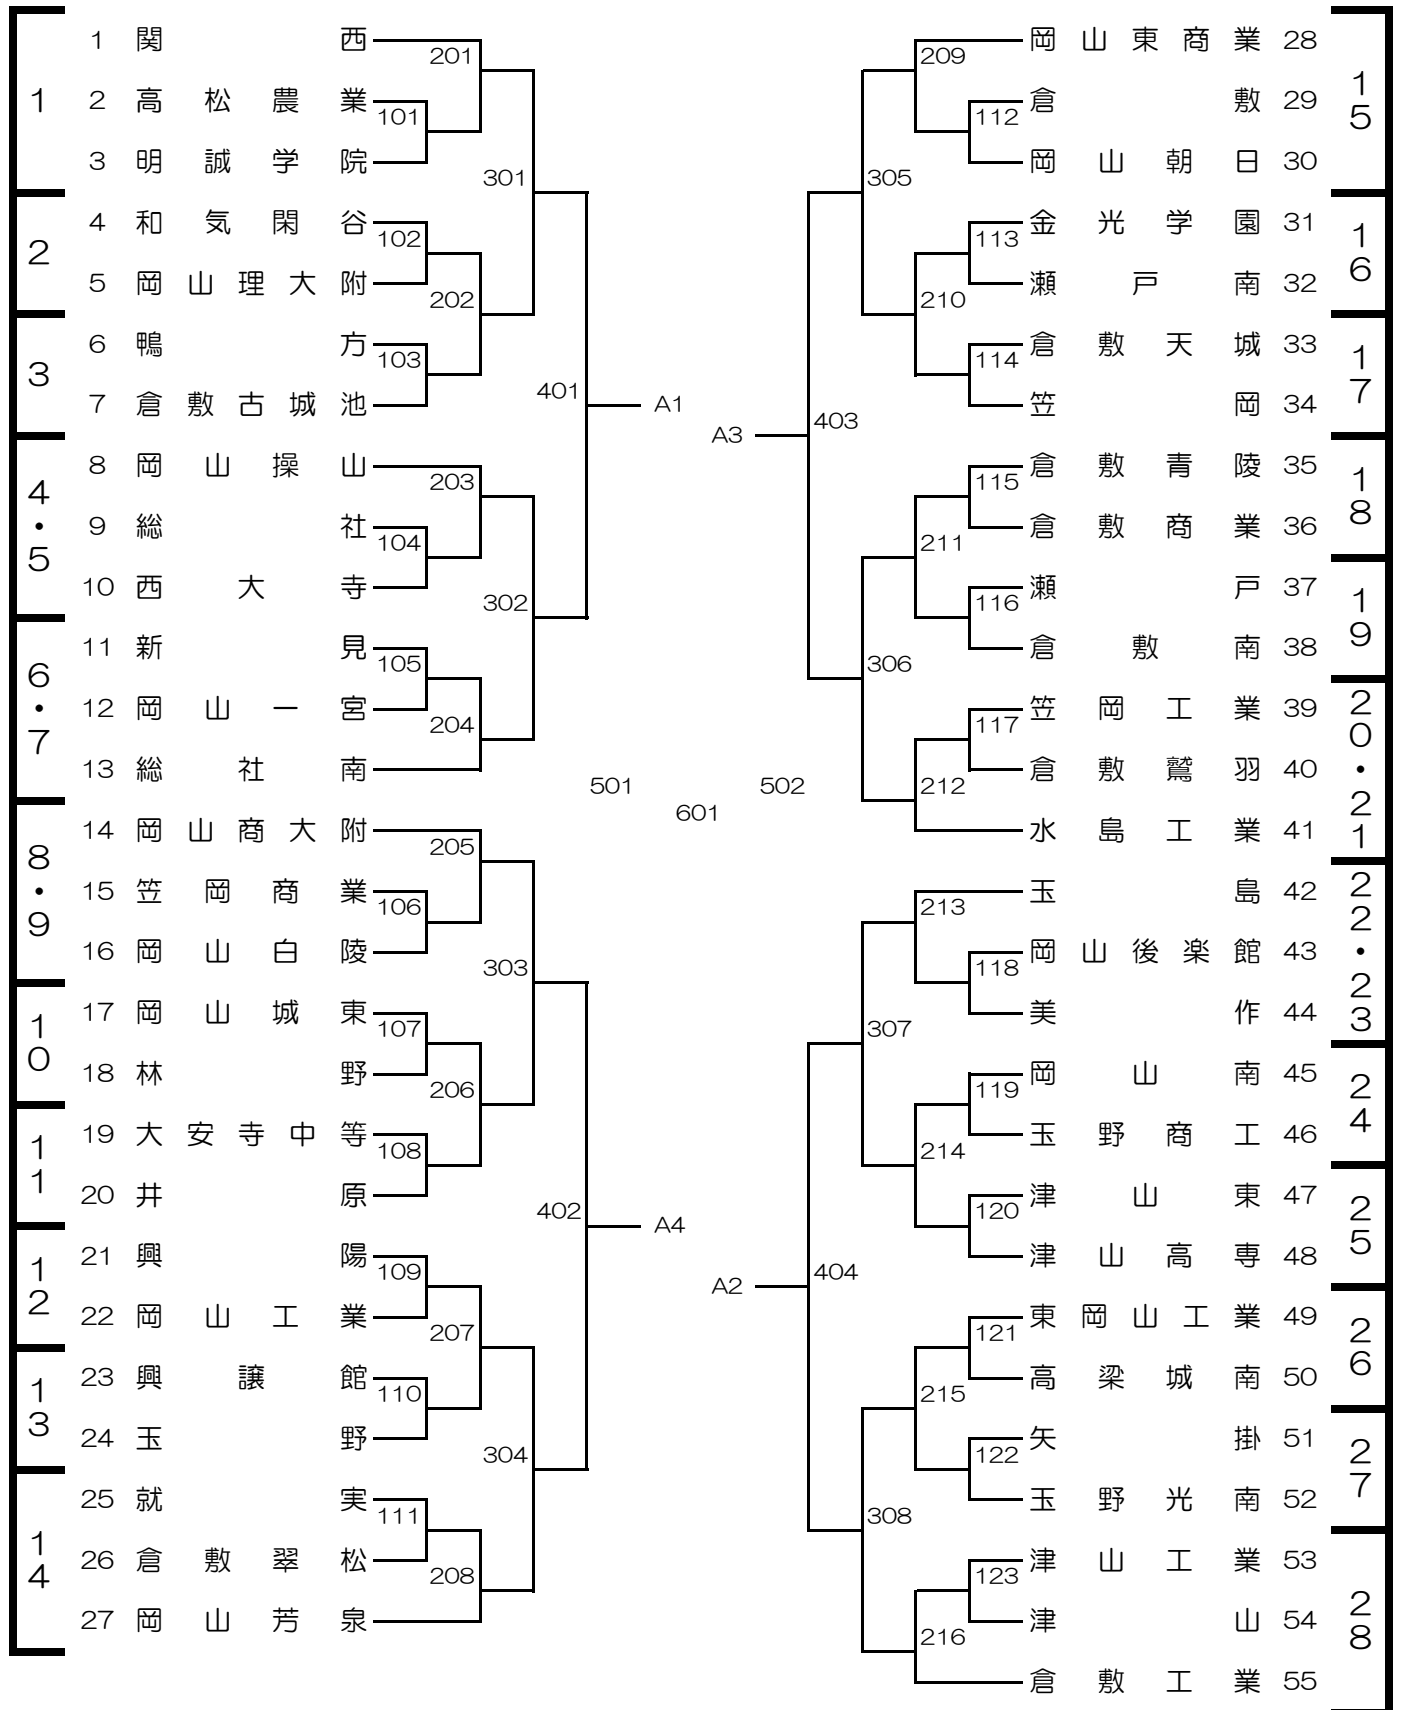 1 関西
2 高松農業
3 明誠学院
4 和気閑谷
5 岡山理大附
6 鴨方
7 倉敷古城池
8 岡山操山
9 総社
10 西大寺
11 新見
12 岡山一宮
13 総社南
14 岡山商大附
15 笠岡商業
16 岡山白陵
17 岡山城東
18 林野
19 大安寺中等
20 井原
21 興陽
22 岡山工業
23 興譲館
24 玉野
25 就実
26 倉敷翠松
27 岡山芳泉
1
2
3
4・5
6・7
8・9
10
11
12
13
14
101
102
103
104
105
106
107
108
109
110
111
201
202
203
204
205
206
207
208
301
302
303
304
401
402
A1
A4
501
601
502
A3
A2
403
404
305
306
307
308
209
210
211
212
213
214
215
216
112
113
114
115
116
117
118
119
120
121
122
123
岡山東商業 28
倉敷 29
岡山朝日 30
金光学園 31
瀬戸南 32
倉敷天城 33
笠岡 34
倉敷青陵 35
倉敷商業 36
瀬戸 37
倉敷南 38
笠岡工業 39
倉敷鷲羽 40
水島工業 41
玉島 42
岡山後楽館 43
美作 44
岡山南 45
玉野商工 46
津山東 47
津山高専 48
東岡山工業 49
高梁城南 50
矢掛 51
玉野光南 52
津山工業 53
津山 54
倉敷工業 55
15
16
17
18
19
20・21
22・23
24
25
26
27
28